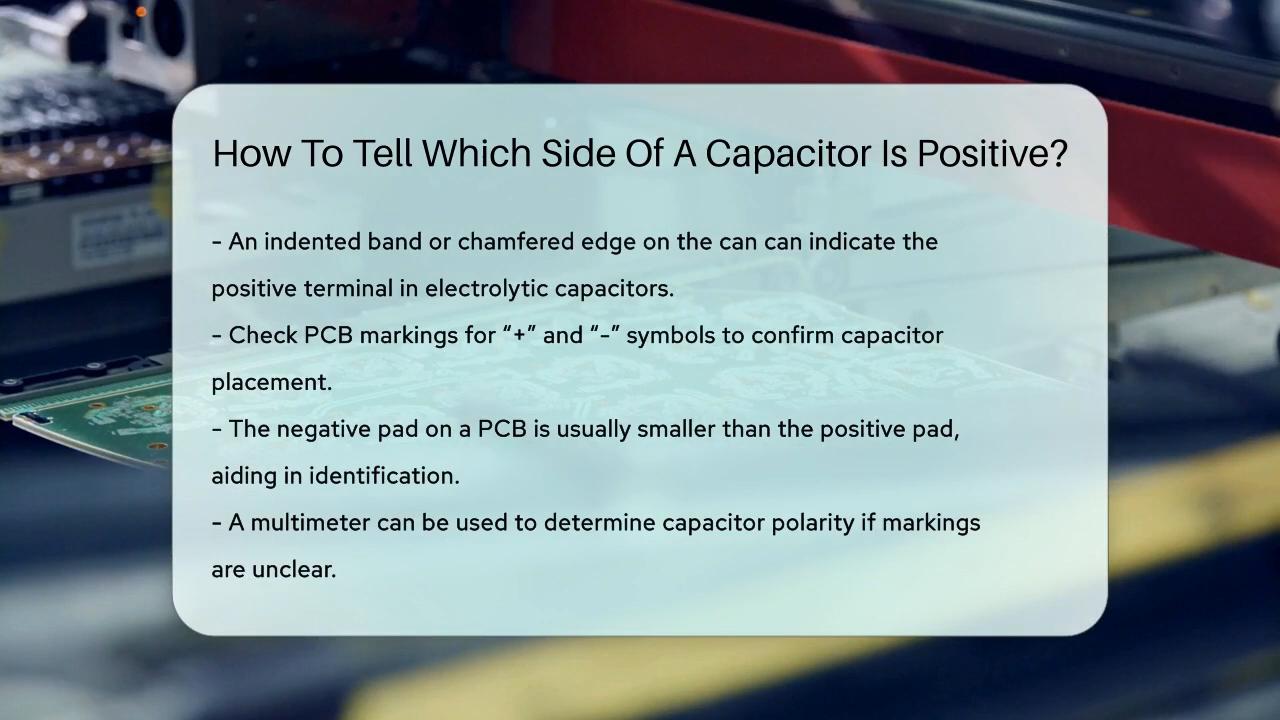 How To Tell Which Side Of A Capacitor Is Positive?
- An indented band or chamfered edge on the can can indicate the
positive terminal in electrolytic capacitors.
- Check PCB markings for “+” and “-” symbols to confirm capacitor
placement.
- The negative pad on a PCB is usually smaller than the positive pad,
aiding in identification.
- A multimeter can be used to determine capacitor polarity if markings
are unclear.